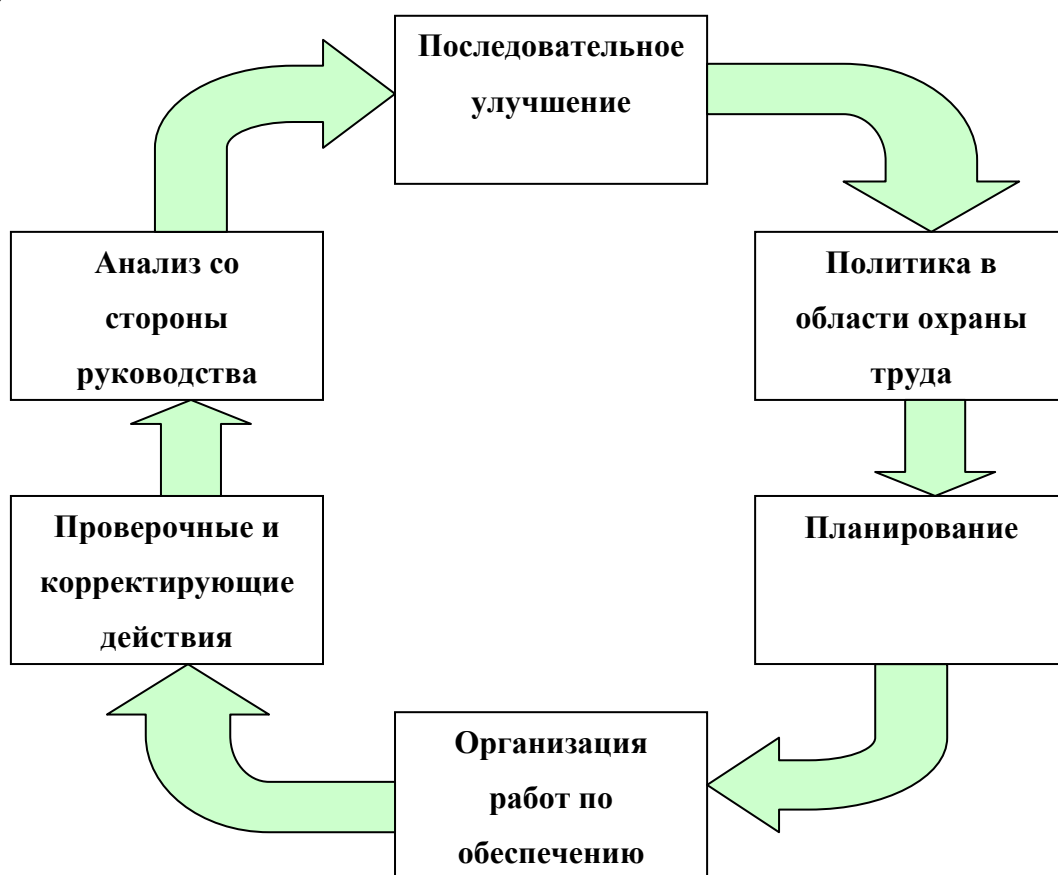 Последовательное
улучшение
Анализ со
стороны
руководства
Политика в
области охраны
труда
Проверочные и
корректирующие
действия
Планирование
Организация
работ по
обеспечению